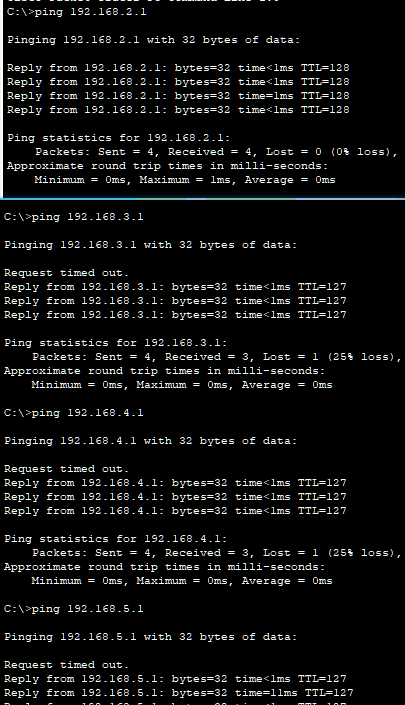 C:\>ping 192.168.2.1
Pinging 192.168.2.1 with 32 bytes of data:
Reply from 192.168.2.1: bytes=32 time<1ms TTL=128
Reply from 192.168.2.1: bytes=32 time<1ms TTL=128
Reply from 192.168.2.1: bytes=32 time=1ms TTL=128
Reply from 192.168.2.1: bytes=32 time<1ms TTL=128
Ping statistics for 192.168.2.1:
Packets: Sent = 4, Received = 4, Lost = 0 (0% loss),
Approximate round trip times in milli-seconds:
Minimum = 0ms, Maximum = 1ms, Average = 0ms
C:\>ping 192.168.3.1
Pinging 192.168.3.1 with 32 bytes of data:
Request timed out.
Reply from 192.168.3.1: bytes=32 time<1ms TTL=127
Reply from 192.168.3.1: bytes=32 time<1ms TTL=127
Reply from 192.168.3.1: bytes=32 time<1ms TTL=127
Ping statistics for 192.168.3.1:
Packets: Sent = 4, Received = 3, Lost = 1 (25% loss),
Approximate round trip times in milli-seconds:
Minimum = 0ms, Maximum = 0ms, Average = 0ms
C:\>ping 192.168.4.1
Pinging 192.168.4.1 with 32 bytes of data:
Request timed out.
Reply from 192.168.4.1: bytes=32 time<1ms TTL=127
Reply from 192.168.4.1: bytes=32 time<1ms TTL=127
Reply from 192.168.4.1: bytes=32 time<1ms TTL=127
Ping statistics for 192.168.4.1:
Packets: Sent = 4, Received = 3, Lost = 1 (25% loss),
Approximate round trip times in milli-seconds:
Minimum = 0ms, Maximum = 0ms, Average = 0ms
C:\>ping 192.168.5.1
Pinging 192.168.5.1 with 32 bytes of data:
Request timed out.
Reply from 192.168.5.1: bytes=32 time<1ms TTL=127
Reply from 192.168.5.1: bytes=32 time=11ms TTL=127